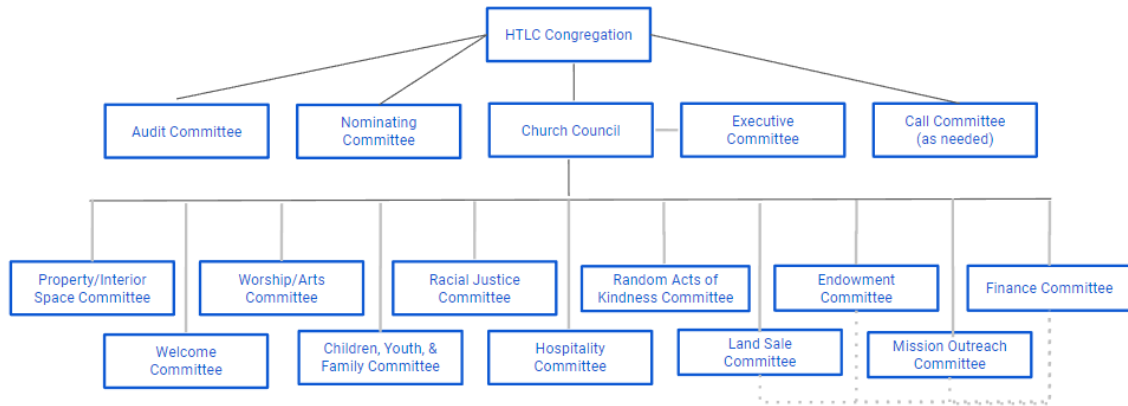 HTLC Congregation
Audit Committee
Nominating
Committee
Church Council
Executive
Committee
Call Committee
(as needed)
Property/Interior
Space Committee
Worship/Arts
Committee
Racial Justice
Committee
Random Acts of
Kindness Committee
Endowment
Committee
Finance Committee
Welcome
Committee
Children, Youth, &
Family Committee
Hospitality
Committee
Land Sale
Committee
Mission Outreach
Committee